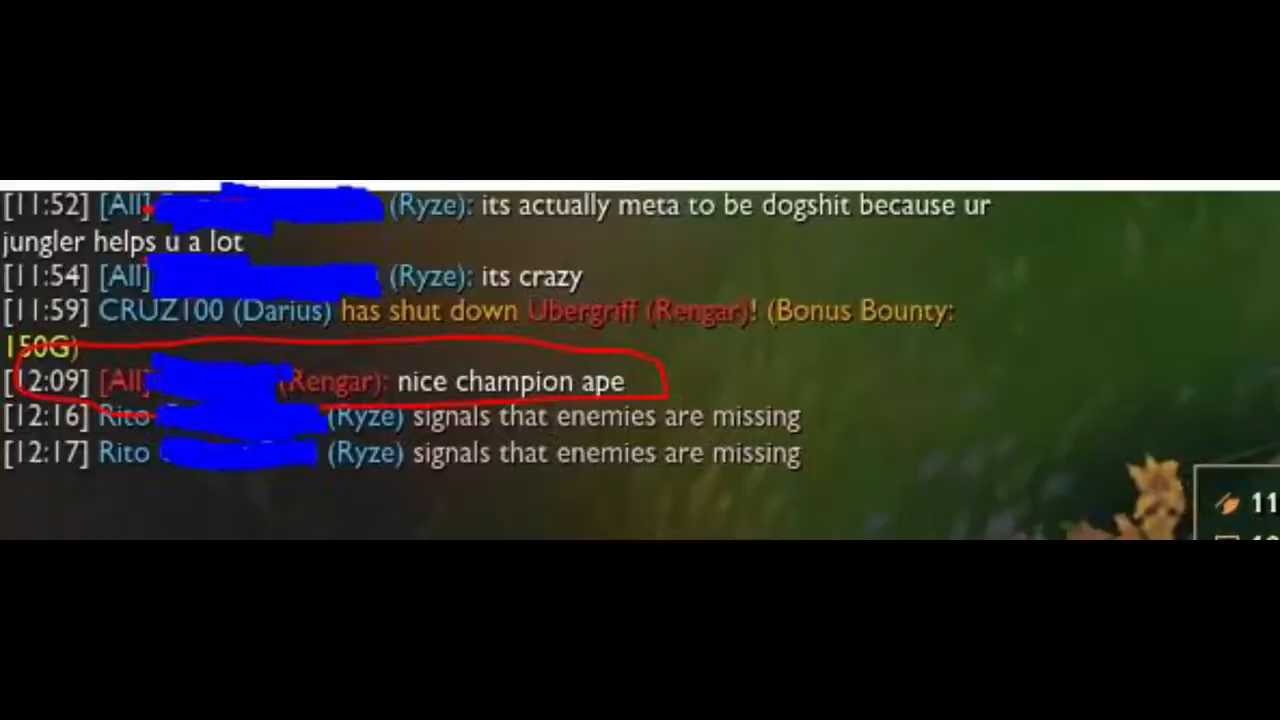 [11:52] [All] (Ryze): its actually meta to be dogshit because ur
jungler helps u a lot
[11:54] [All] (Ryze): its crazy
[11:59] CRUZ100 (Darius) has shut down Ubergriff (Rengar)! (Bonus Bounty:
150G)
[12:09] [All] (Rengar): nice champion ape
[12:16] Rito (Ryze) signals that enemies are missing
[12:17] Rito (Ryze) signals that enemies are missing
11